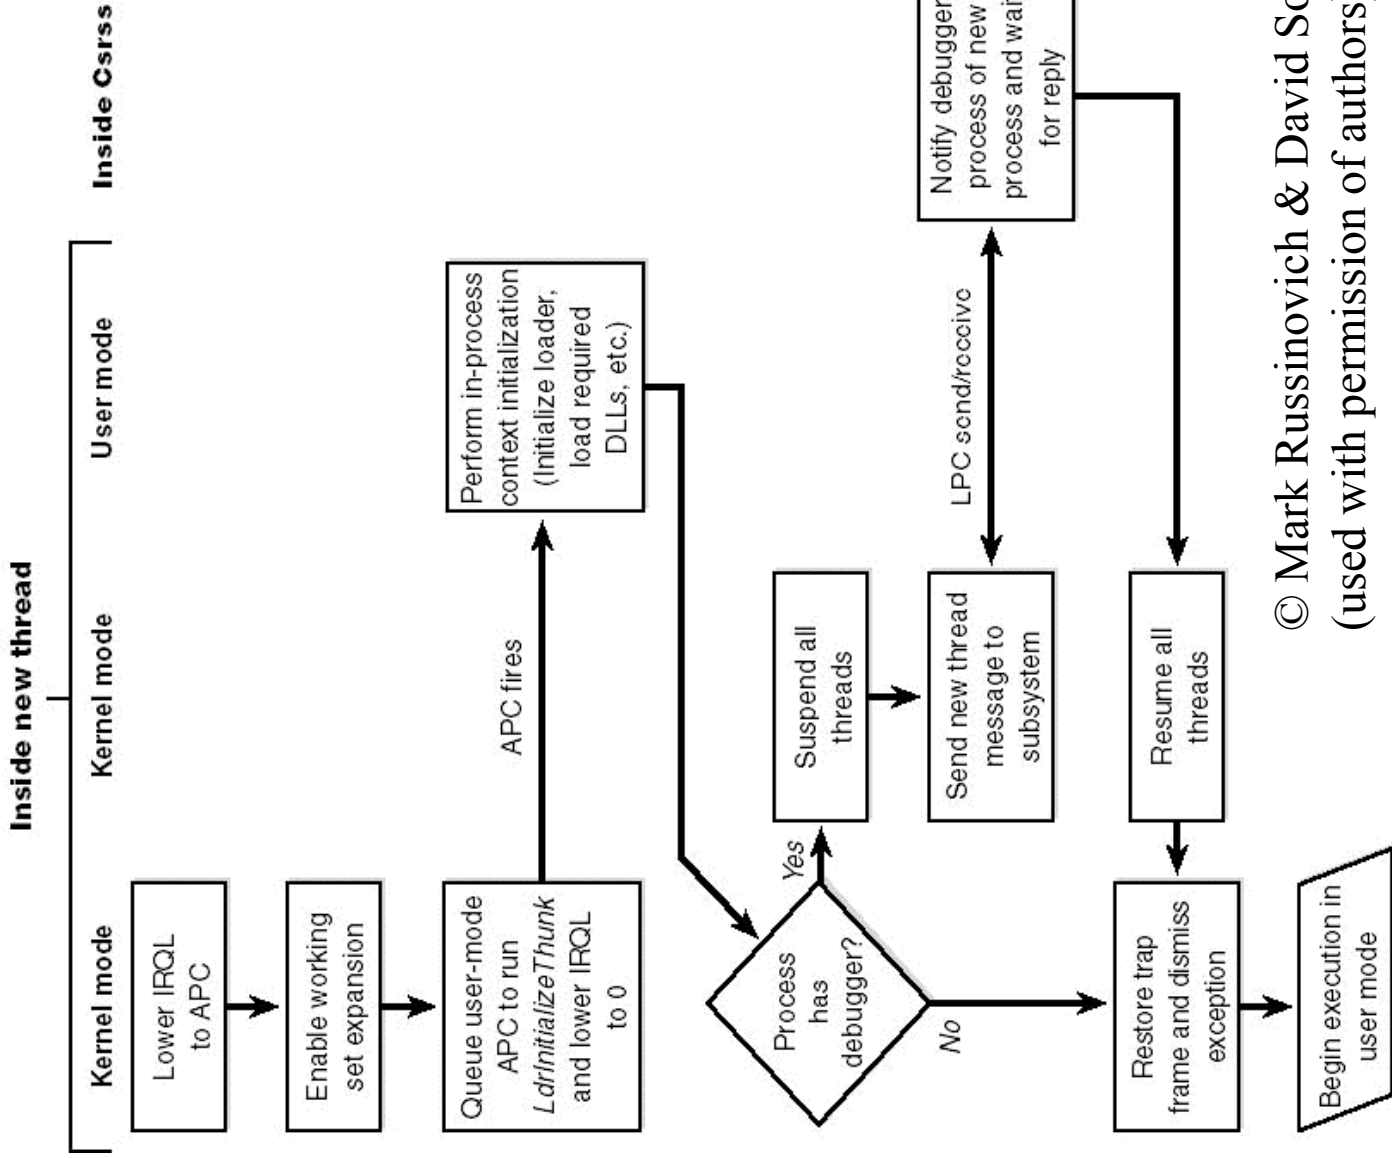 Inside new thread
Kernel mode
Kernel mode
User mode
Inside Csrss
Lower IRQL
to APC
Enable working
set expansion
Queue user-mode
APC to run
LdrInitializeThunk
and lower IRQL
to 0
APC fires
Perform in-process
context initialization
(Initialize loader,
load required
DLLs, etc.)
Process
has
debugger?
Yes
No
Suspend all
threads
Send new thread
message to
subsystem
LPC send/receive
Notify debugger
process of new
process and wai
for reply
Resume all
threads
Restore trap
frame and dismiss
exception
Begin execution in
user mode
© Mark Russinovich & David So
(used with permission of authors